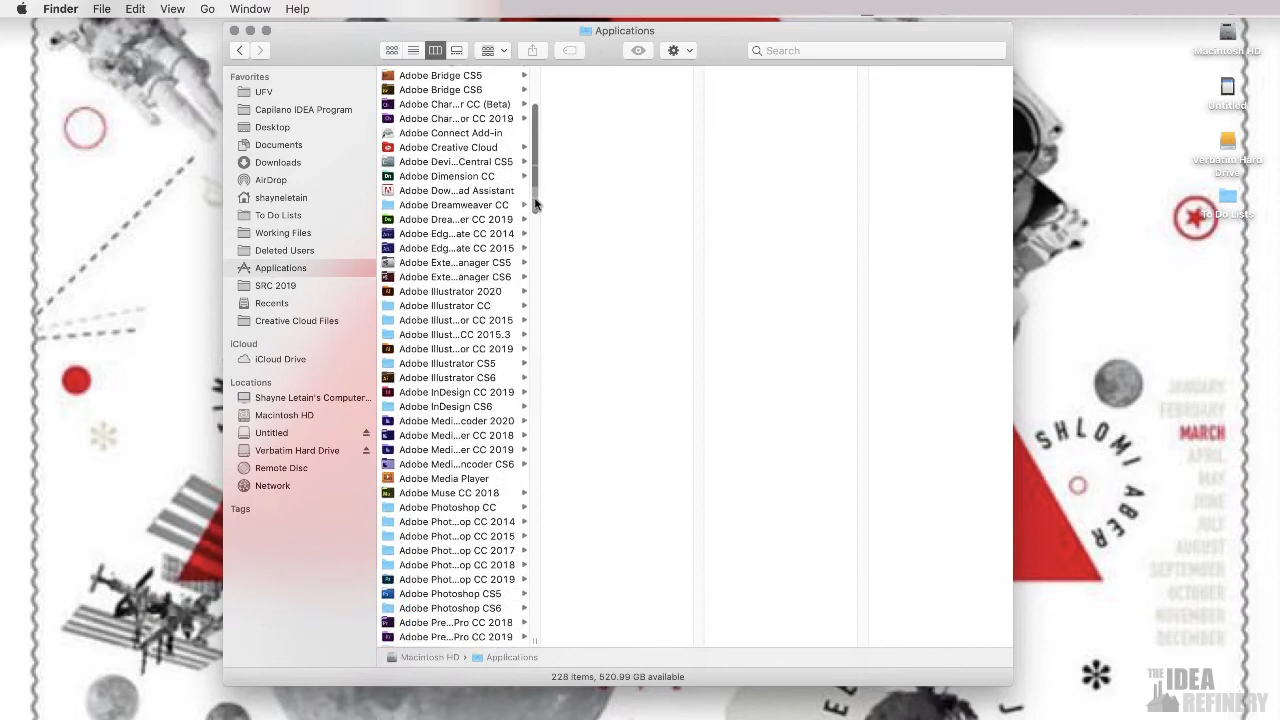 Finder File Edit View Go Window Help
Applications
Search
Favorites
UFV
Capilano IDEA Program
Desktop
Documents
Downloads
AirDrop
shayneletain
To Do Lists
Working Files
Deleted Users
Applications
SRC 2019
Recents
Creative Cloud Files
iCloud
iCloud Drive
Locations
Shayne Letain's Computer...
Macintosh HD
Untitled
Verbatim Hard Drive
Remote Disc
Network
Tags
Adobe Bridge CS5
Adobe Bridge CS6
Adobe Char...r CC (Beta)
Adobe Char...or CC 2019
Adobe Connect Add-in
Adobe Creative Cloud
Adobe Devi...Central CS5
Adobe Dimension CC
Adobe Dow...ad Assistant
Adobe Dreamweaver CC
Adobe Drea...er CC 2019
Adobe Edg...ate CC 2014
Adobe Edg...ate CC 2015
Adobe Exte...anager CS5
Adobe Exte...anager CS6
Adobe Illustrator 2020
Adobe Illustrator CC
Adobe Illust...or CC 2015
Adobe Illust...CC 2015.3
Adobe Illust...or CC 2019
Adobe Illustrator CS5
Adobe Illustrator CS6
Adobe InDesign CC 2019
Adobe InDesign CS6
Adobe Medi...coder 2020
Adobe Medi...er CC 2018
Adobe Medi...er CC 2019
Adobe Medi...ncoder CS6
Adobe Media Player
Adobe Muse CC 2018
Adobe Photoshop CC
Adobe Phot...op CC 2014
Adobe Phot...op CC 2015
Adobe Phot...op CC 2017
Adobe Phot...op CC 2018
Adobe Phot...op CC 2019
Adobe Photoshop CS5
Adobe Photoshop CS6
Adobe Pre...Pro CC 2018
Adobe Pre...Pro CC 2019
Macintosh HD › Applications
228 items, 520.99 GB available
Macintosh HD
Untitled
Verbatim Hard
Drive
To Do Lists
JANUARY
FEBRUARY
MARCH
APRIL
MAY
JUNE
JULY
AUGUST
SEPTEMBER
OCTOBER
NOVEMBER
DECEMBER
SHLOMI ABER
THE IDEA
REFINERY